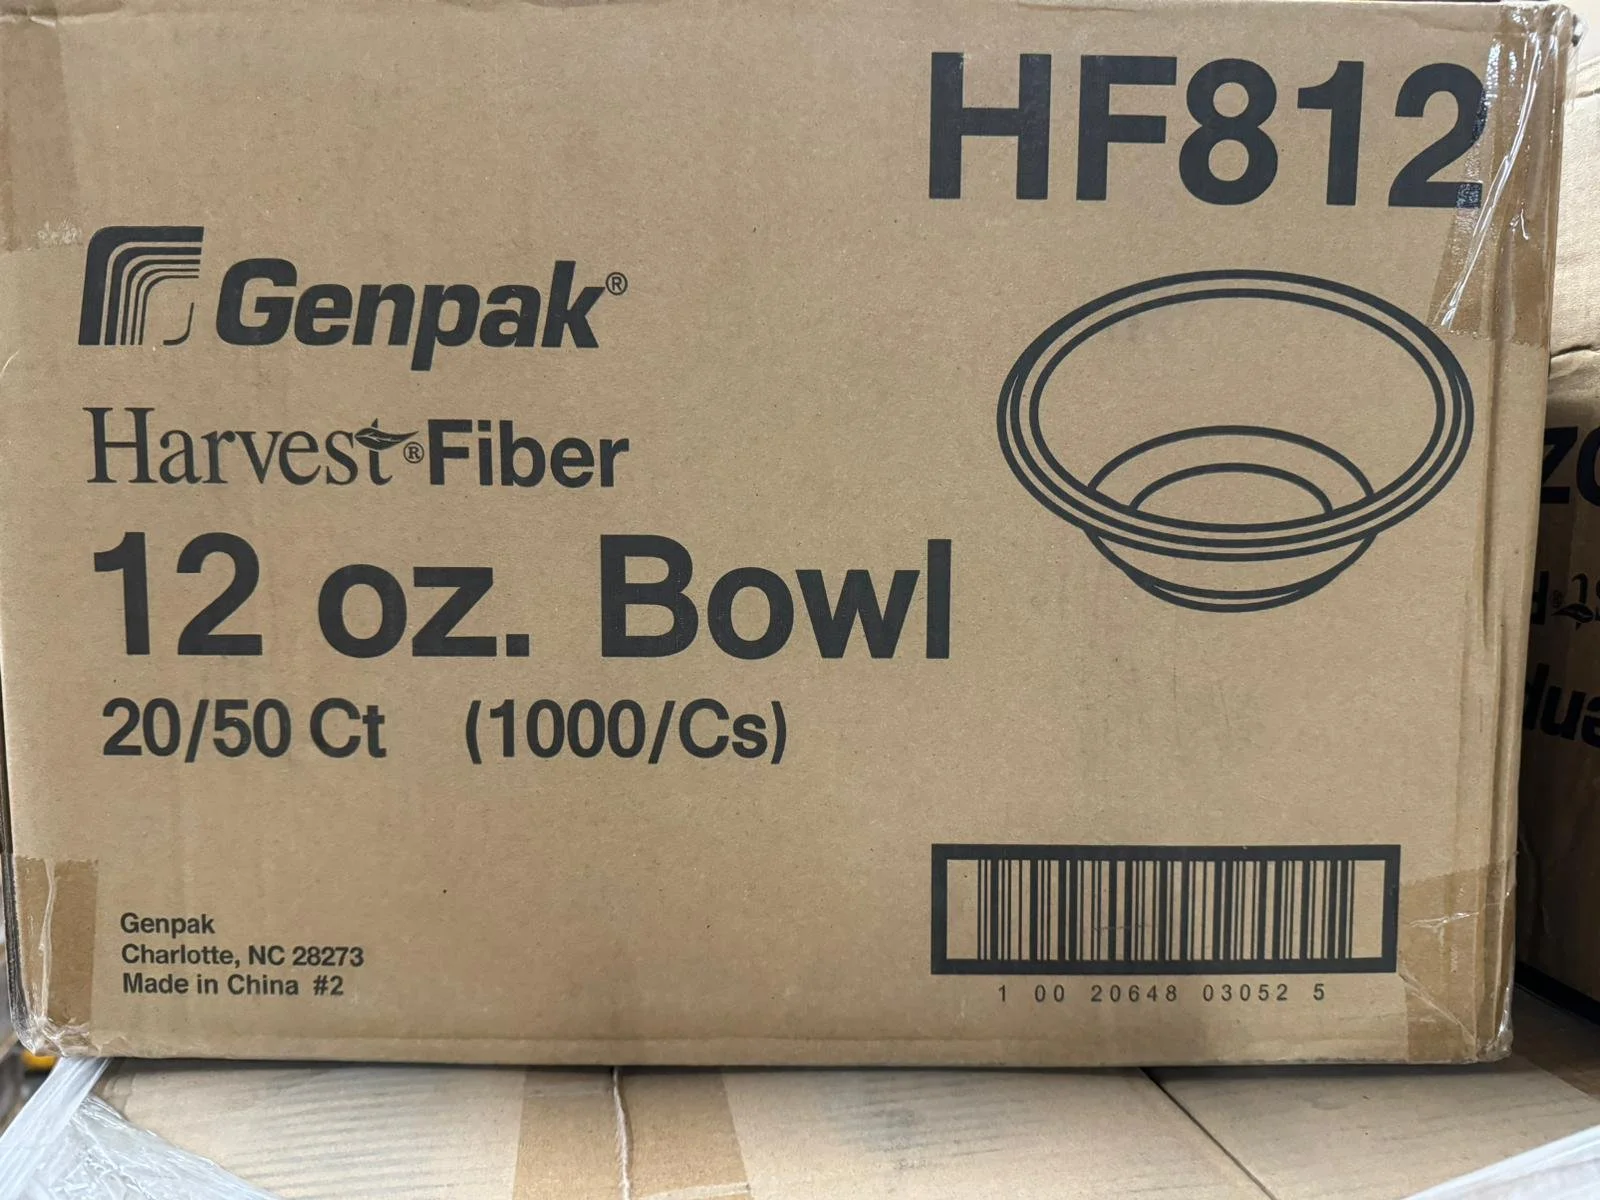 HF812
Genpak®
Harvest® Fiber
12 oz. Bowl
20/50 Ct (1000/Cs)
Genpak
Charlotte, NC 28273
Made in China #2
1 00 20648 03052 5